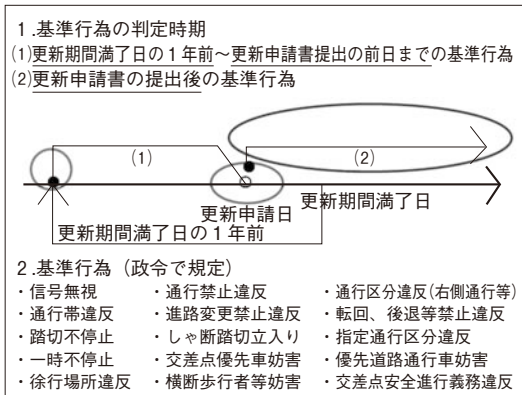 1.基準行為の判定時期
(1)更新期間満了日の1年前～更新申請書提出の前日までの基準行為
(2)更新申請書の提出後の基準行為
(1)
(2)
更新申請日
更新期間満了日
更新期間満了日の1年前
2.基準行為（政令で規定）
・信号無視 ・通行禁止違反 ・通行区分違反(右側通行等)
・通行帯違反 ・進路変更禁止違反 ・転回、後退等禁止違反
・踏切不停止 ・しゃ断踏切立入り ・指定通行区分違反
・一時不停止 ・交差点優先車妨害 ・優先道路通行車妨害
・徐行場所違反 ・横断歩行者等妨害 ・交差点安全進行義務違反